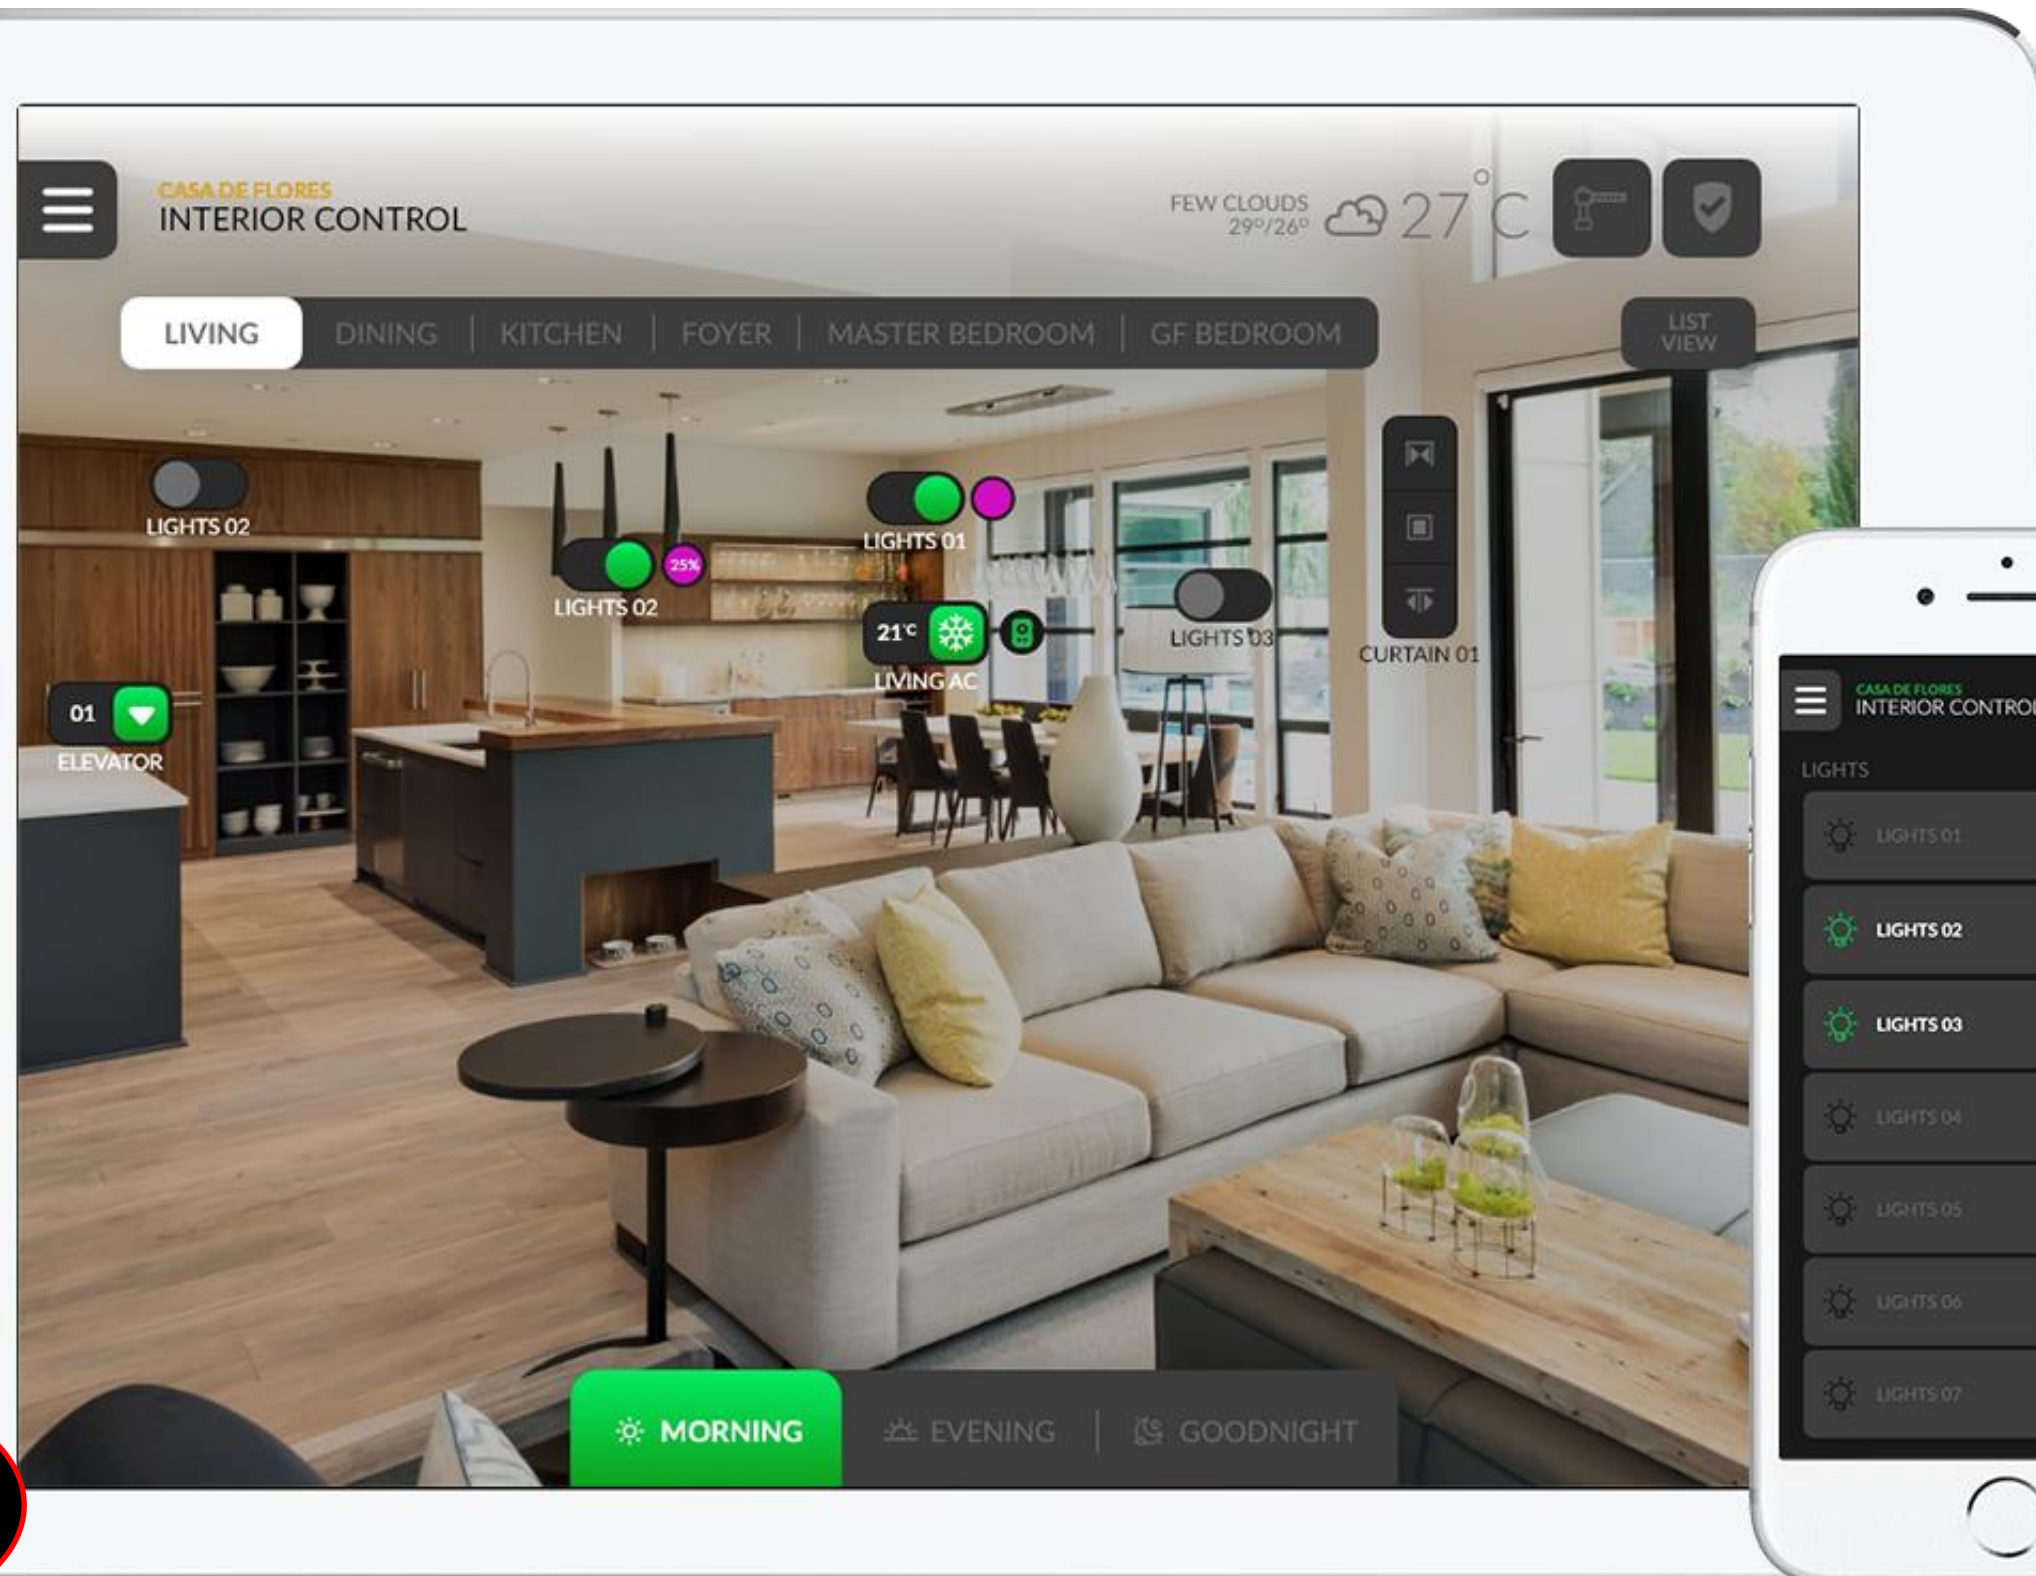 CASA DE FLORES
INTERIOR CONTROL
FEW CLOUDS
29°/26°
27°C
LIVING
DINING
KITCHEN
FOYER
MASTER BEDROOM
GF BEDROOM
LIST
VIEW
LIGHTS 02
LIGHTS 01
25%
LIGHTS 02
21°C
LIVING AC
LIGHTS 03
CURTAIN 01
01
ELEVATOR
MORNING
EVENING
GOODNIGHT
CASA DE FLORES
INTERIOR CONTROL
LIGHTS
LIGHTS 01
LIGHTS 02
LIGHTS 03
LIGHTS 04
LIGHTS 05
LIGHTS 06
LIGHTS 07